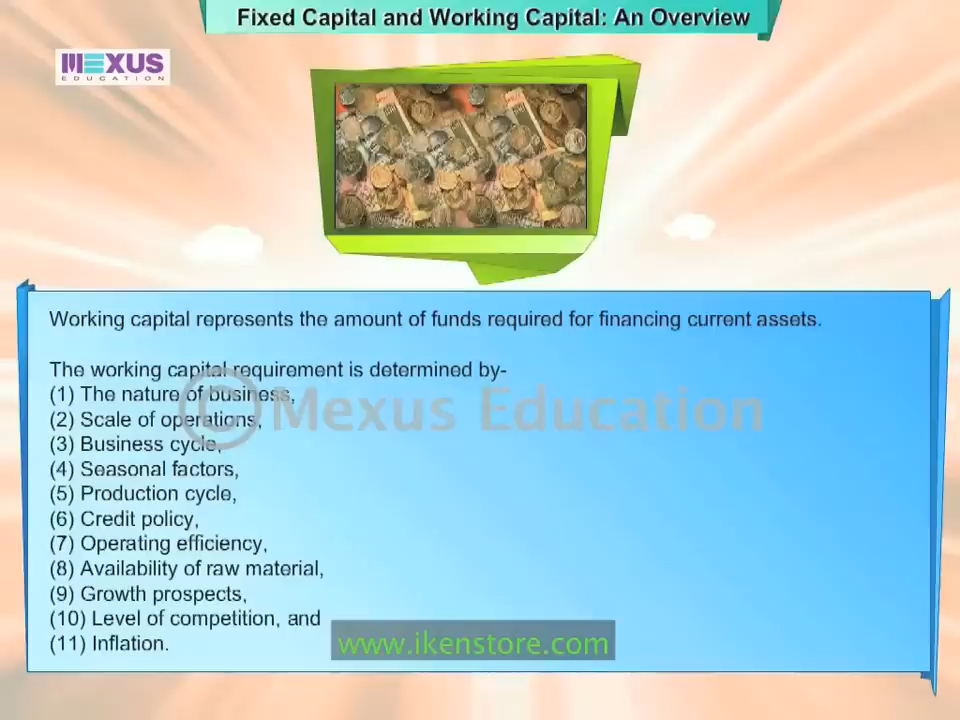 Fixed Capital and Working Capital: An Overview
MEXUS
EDUCATION
Working capital represents the amount of funds required for financing current assets.
The working capital requirement is determined by-
(1) The nature of business,
(2) Scale of operations,
(3) Business cycle,
(4) Seasonal factors,
(5) Production cycle,
(6) Credit policy,
(7) Operating efficiency,
(8) Availability of raw material,
(9) Growth prospects,
(10) Level of competition, and
(11) Inflation.
© Mexus Education
www.ikenstore.com